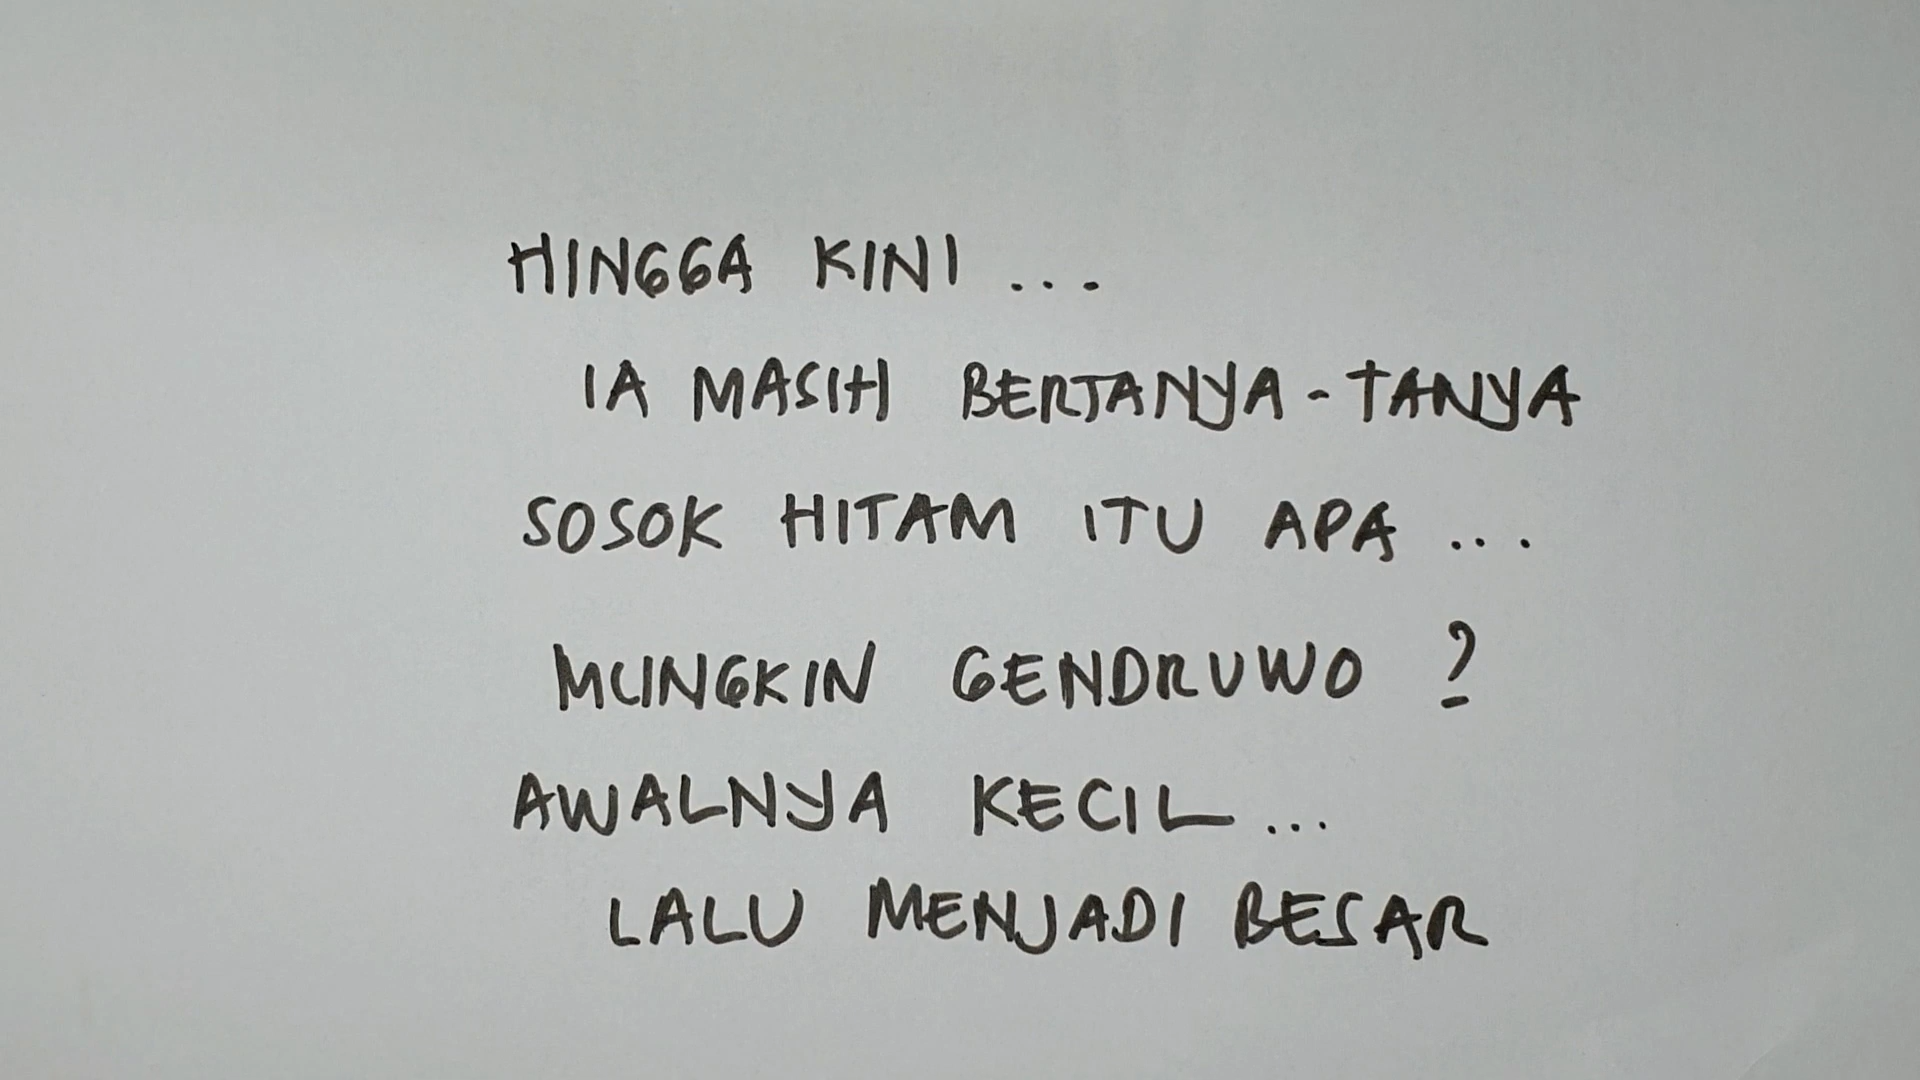 HINGGA KINI ...
IA MASIH BERTANYA-TANYA
SOSOK HITAM ITU APA ...
MUNGKIN GENDRUWO ?
AWALNYA KECIL ...
LALU MENJADI BESAR